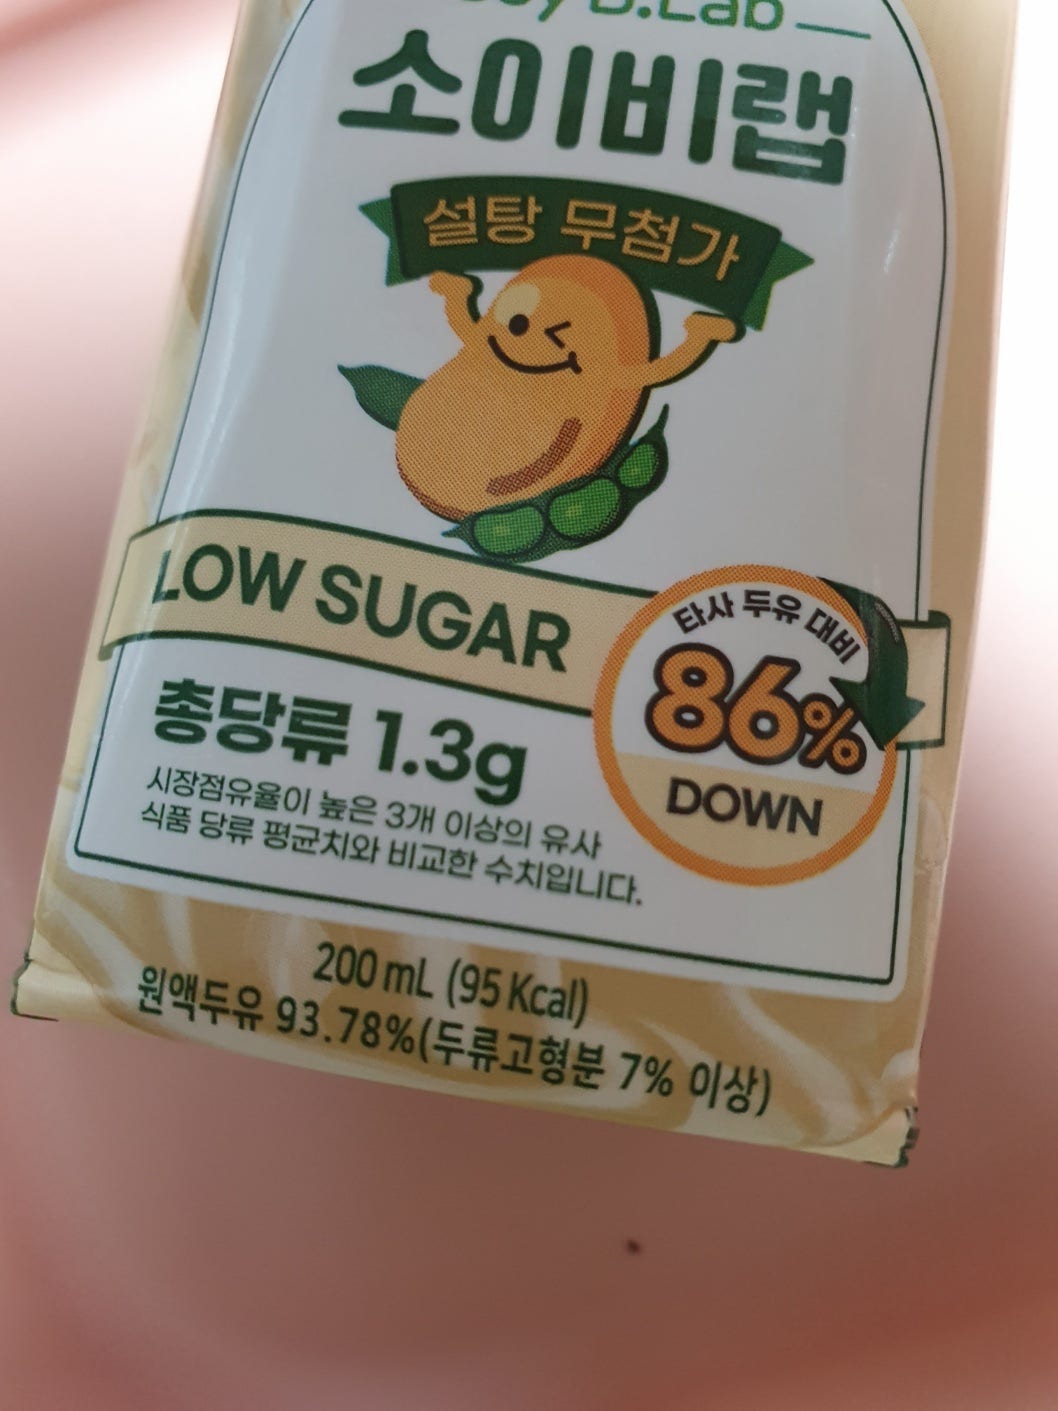 B.Lab
소이비랩
설탕 무첨가
LOW SUGAR
타사 두유 대비
86%
DOWN
총당류 1.3g
시장점유율이 높은 3개 이상의 유사
식품 당류 평균치와 비교한 수치입니다.
200 mL (95 Kcal)
원액두유 93.78%(두류고형분 7% 이상)